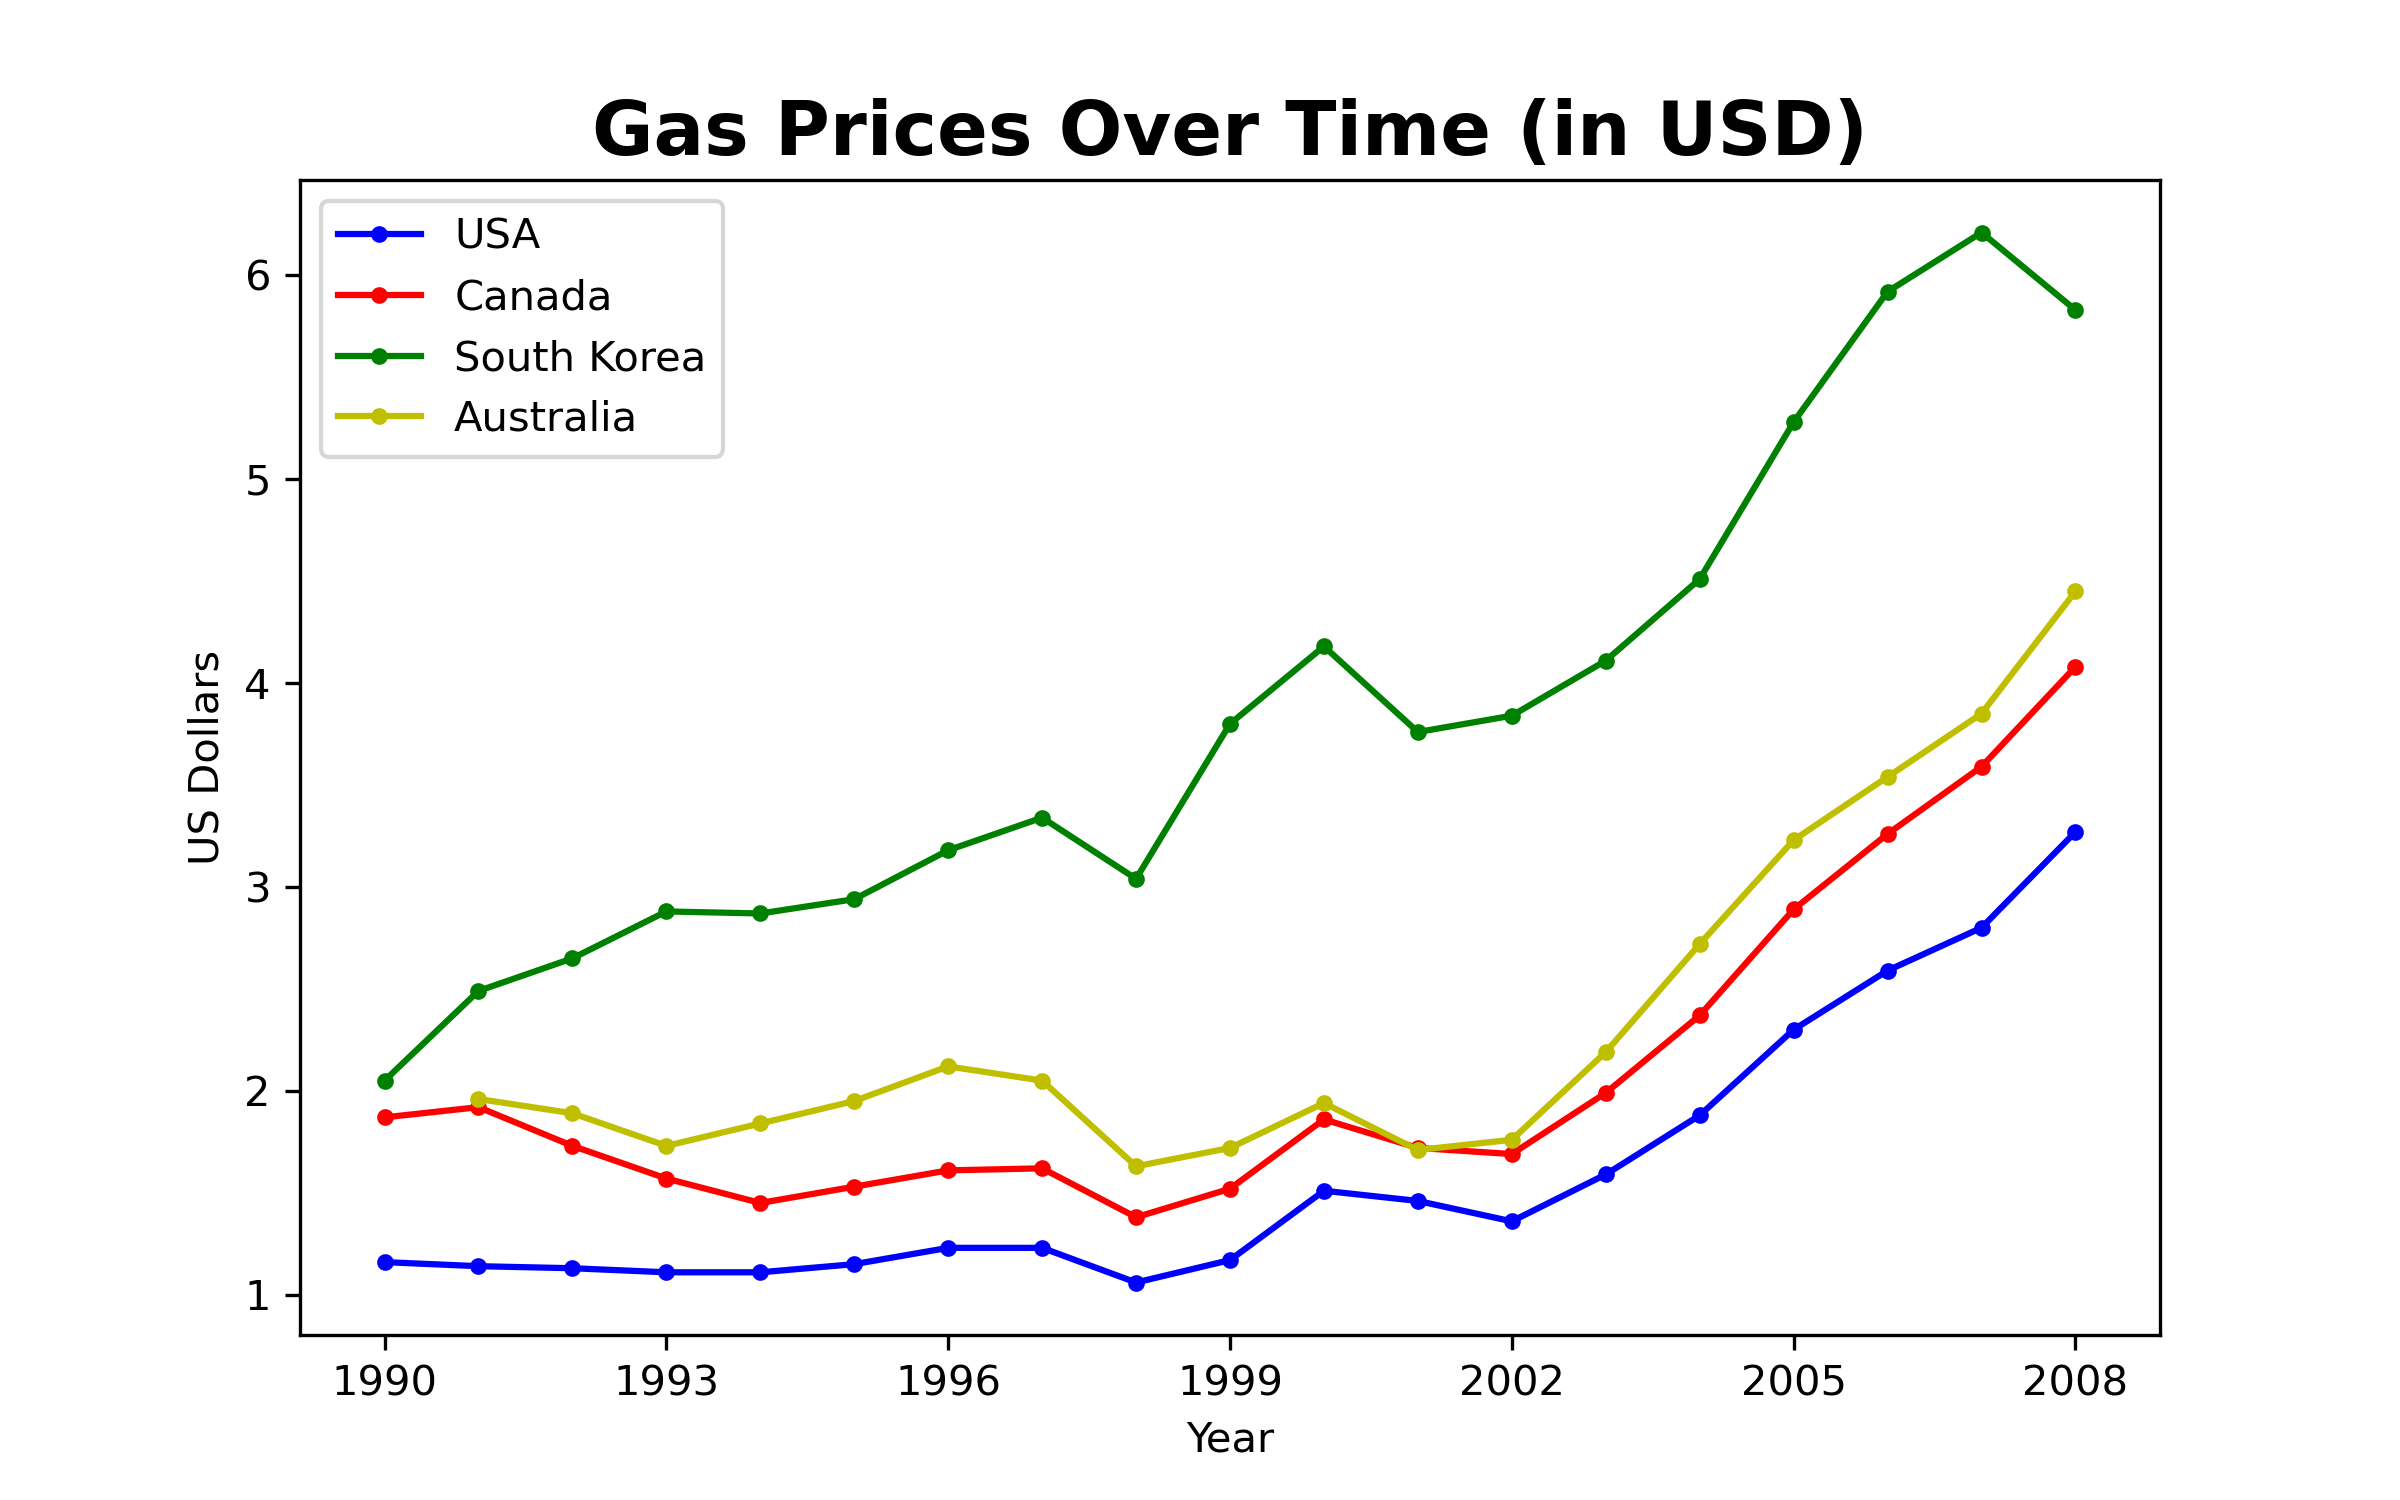 Gas Prices Over Time (in USD)
USA
Canada
South Korea
Australia
6
5
4
3
2
1
US Dollars
1990 1993 1996 1999 2002 2005 2008
Year